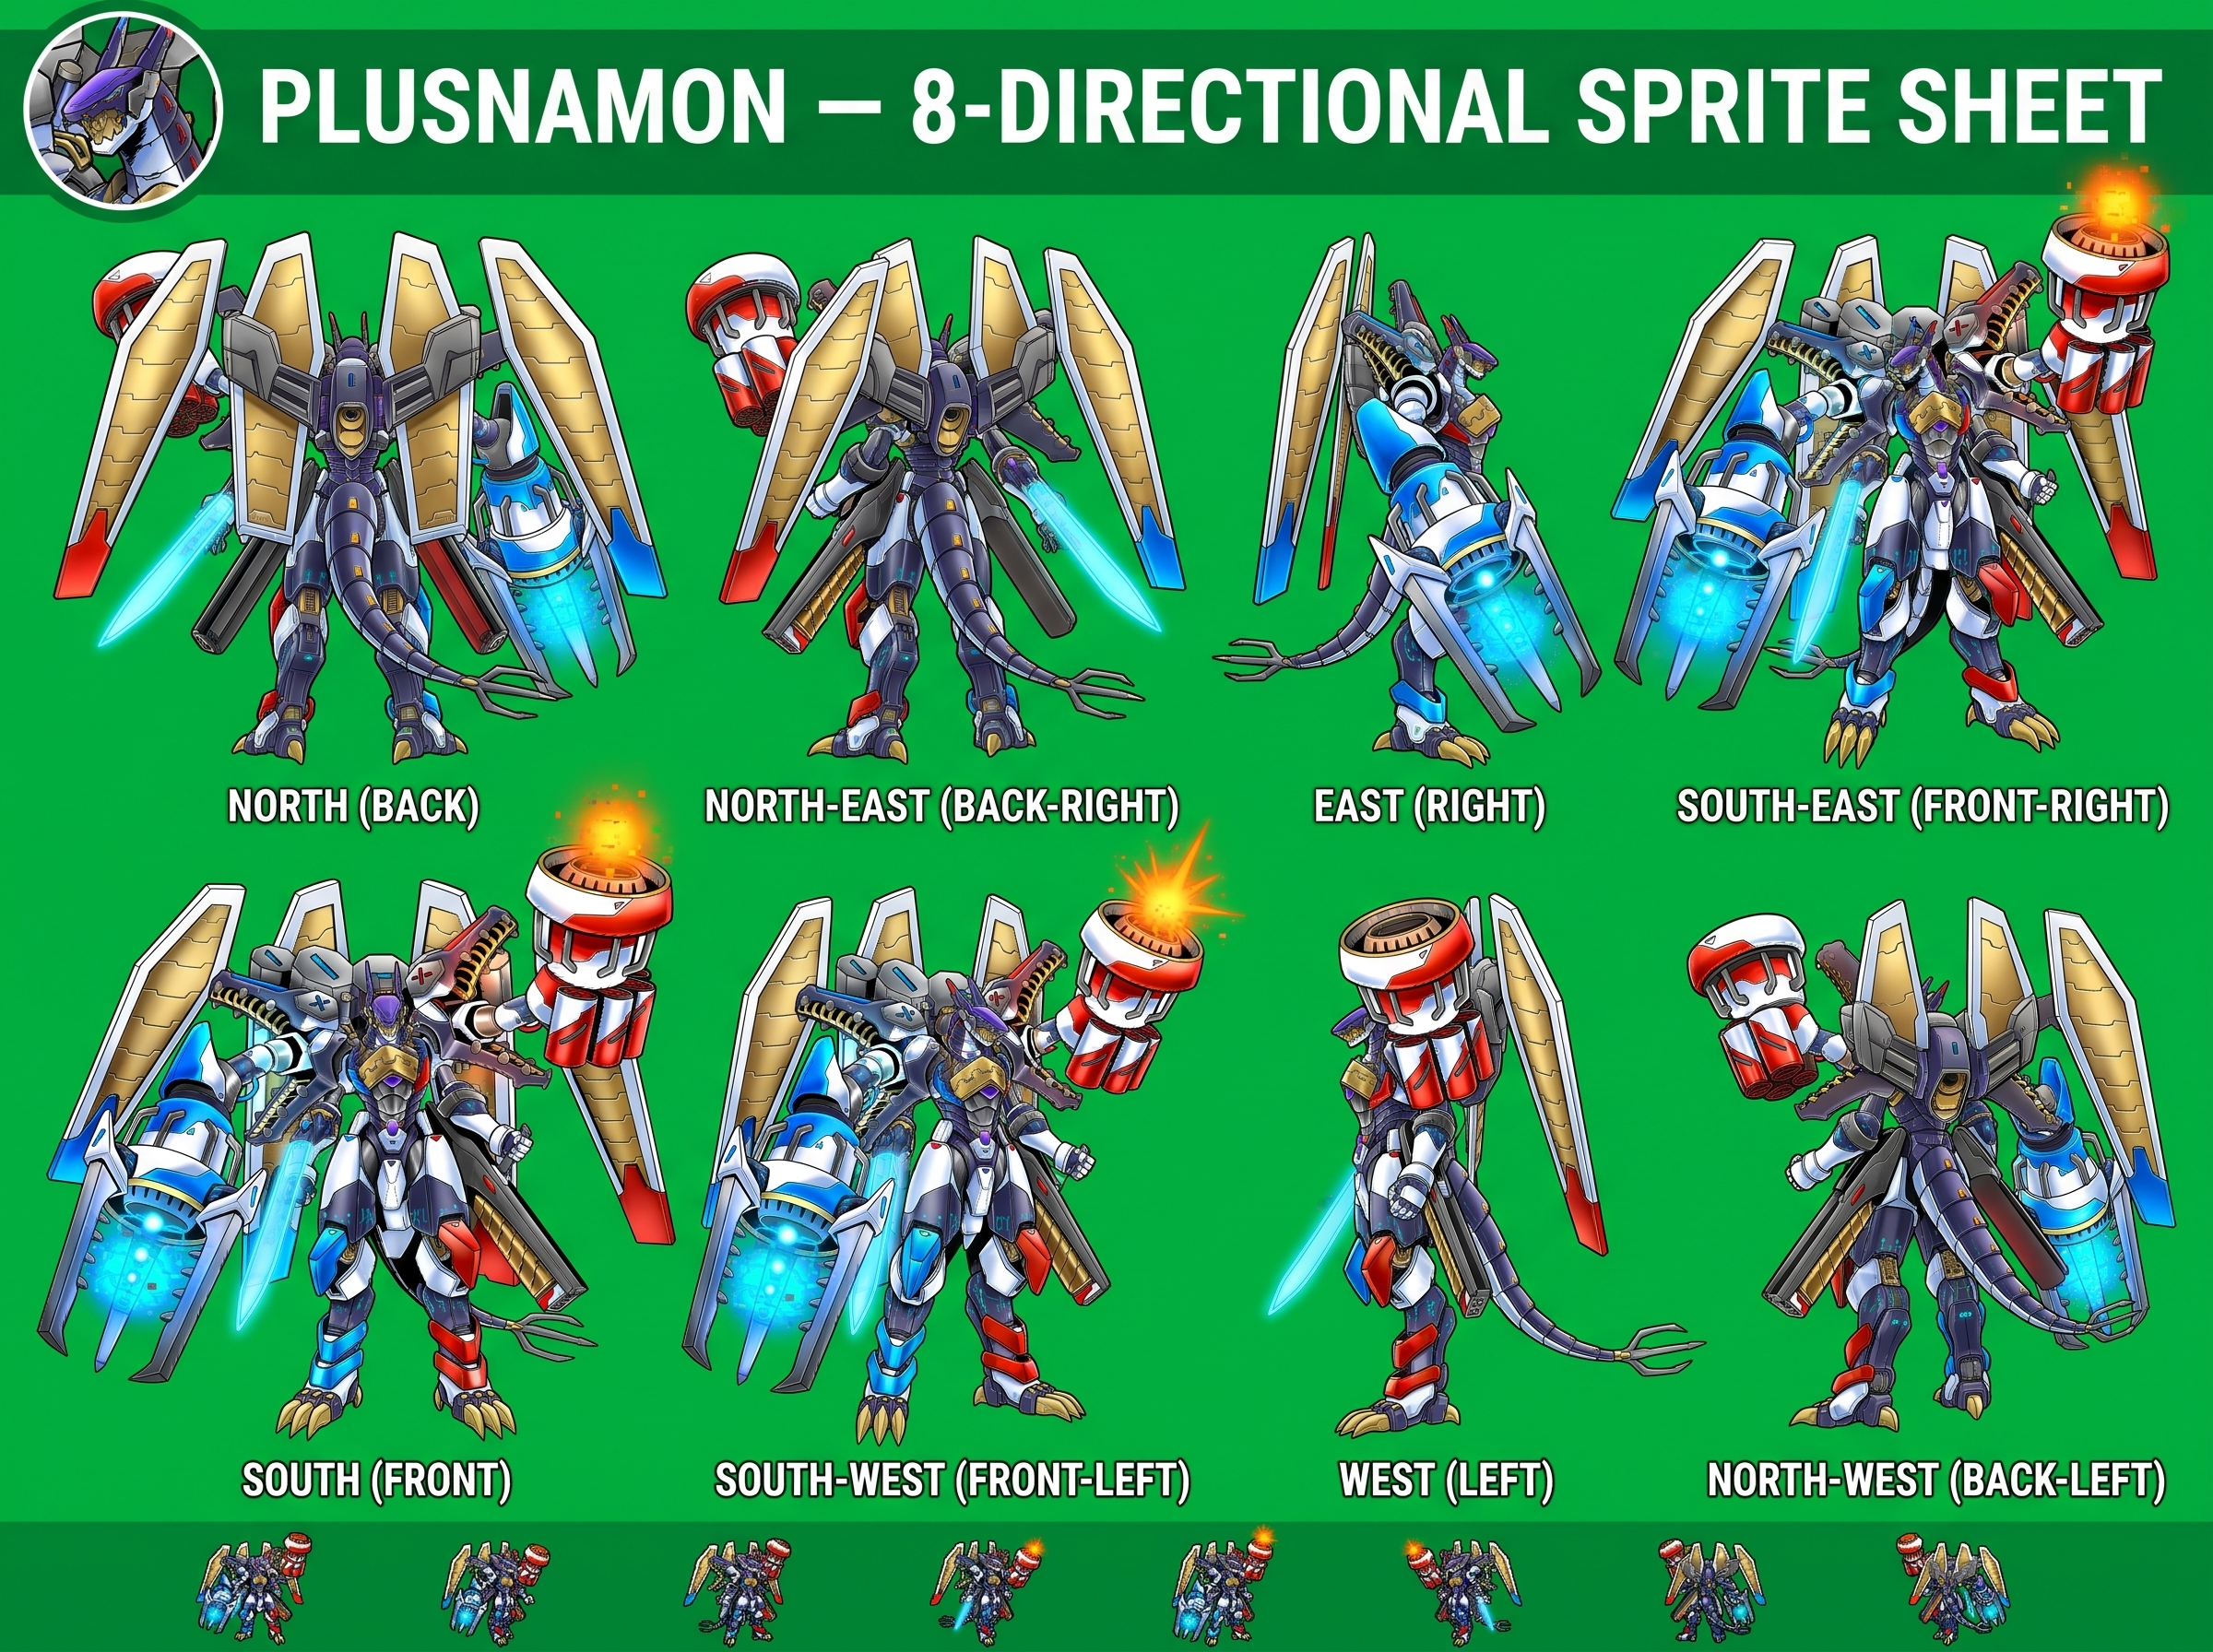 PLUSNAMON — 8-DIRECTIONAL SPRITE SHEET
NORTH (BACK)
NORTH-EAST (BACK-RIGHT)
EAST (RIGHT)
SOUTH-EAST (FRONT-RIGHT)
SOUTH (FRONT)
SOUTH-WEST (FRONT-LEFT)
WEST (LEFT)
NORTH-WEST (BACK-LEFT)